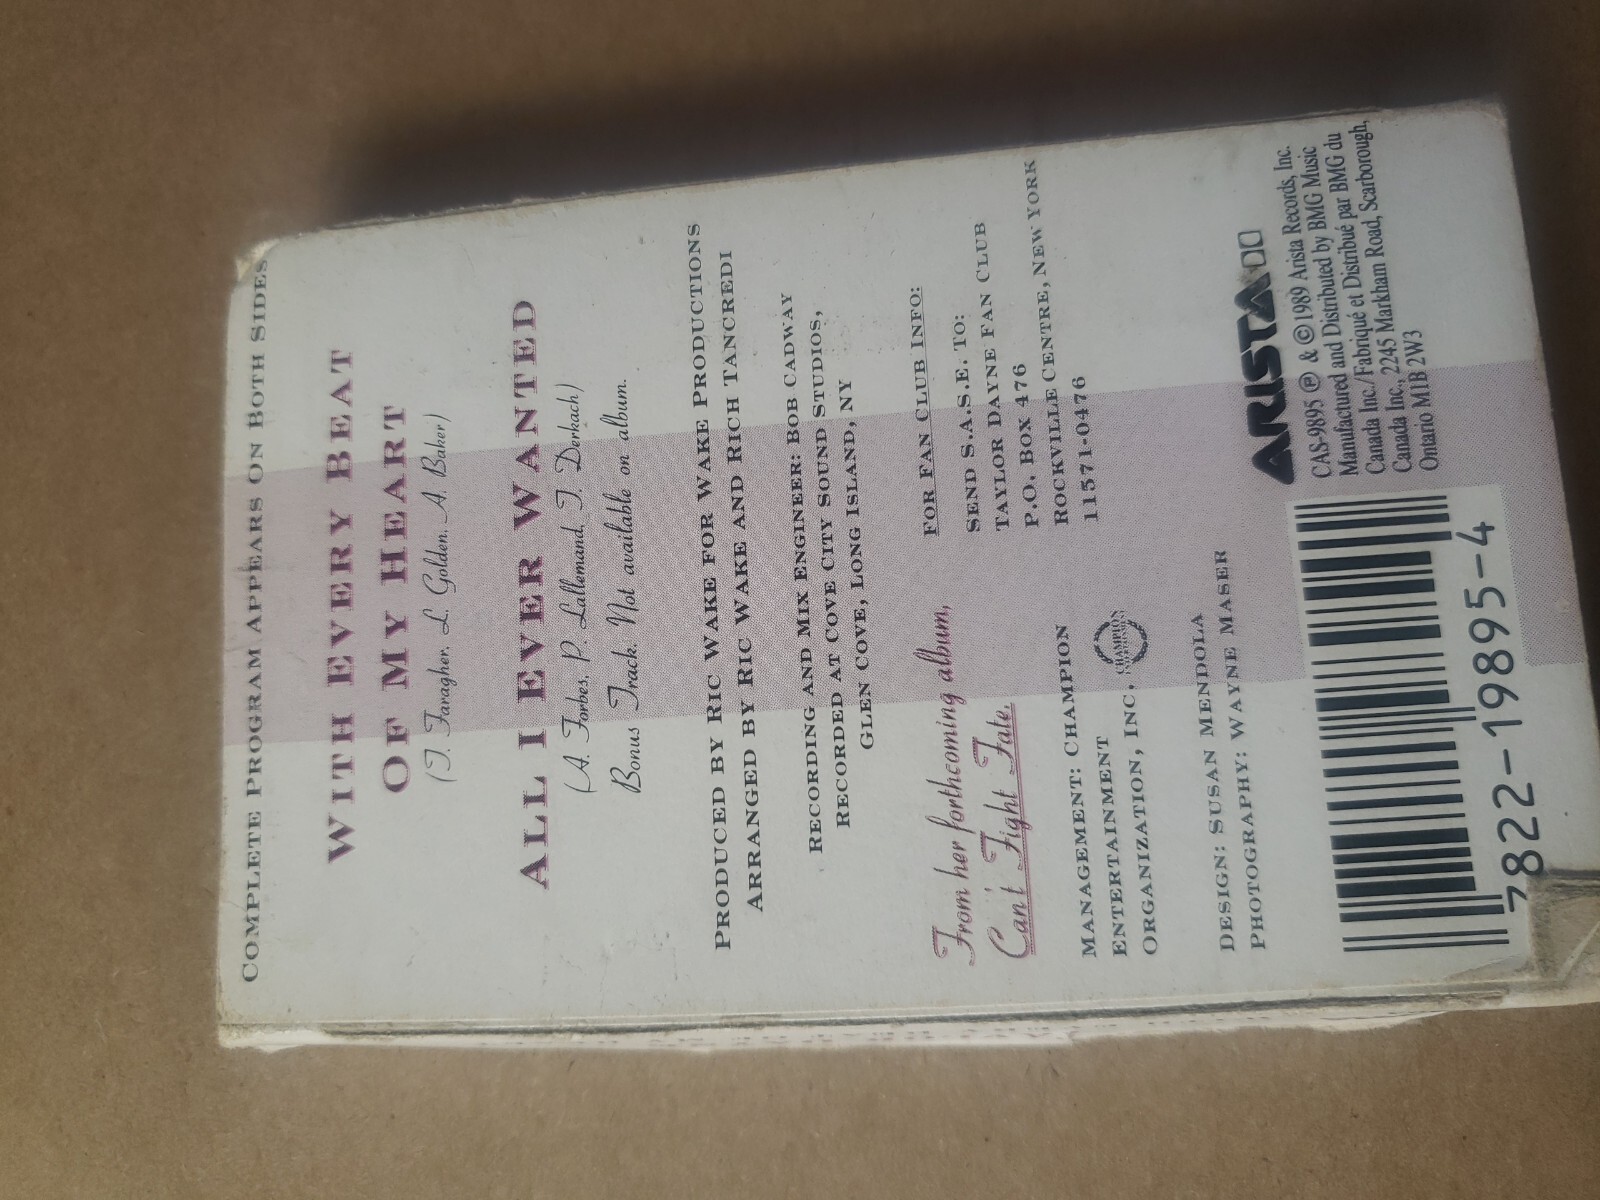 COMPLETE PROGRAM APPEARS ON BOTH SIDES
WITH EVERY BEAT
OF MY HEART
(T. Faragher, L. Golden, A. Baker)
ALL I EVER WANTED
(A. Forbes, P. Lallemand, T. Derkach)
Bonus Track. Not available on album.
PRODUCED BY RIC WAKE FOR WAKE PRODUCTIONS
ARRANGED BY RIC WAKE AND RICH TANCREDI
RECORDING AND MIX ENGINEER: BOB CADWAY
RECORDED AT COVE CITY SOUND STUDIOS,
GLEN COVE, LONG ISLAND, NY
From her forthcoming album,
Can't Fight Fate.
FOR FAN CLUB INFO:
SEND S.A.S.E. TO:
TAYLOR DAYNE FAN CLUB
P.O. BOX 476
ROCKVILLE CENTRE, NEW YORK
11571-0476
MANAGEMENT: CHAMPION
ENTERTAINMENT
ORGANIZATION, INC.
CHAMPION
DESIGN: SUSAN MENDOLA
PHOTOGRAPHY: WAYNE MASER
ARISTA
CAS-9895 ℗ & © 1989 Arista Records, Inc.
Manufactured and Distributed by BMG Music
Canada Inc./Fabriqué et Distribué par BMG du
Canada Inc., 2245 Markham Road, Scarborough,
Ontario M1B 2W3
7822-19895-4